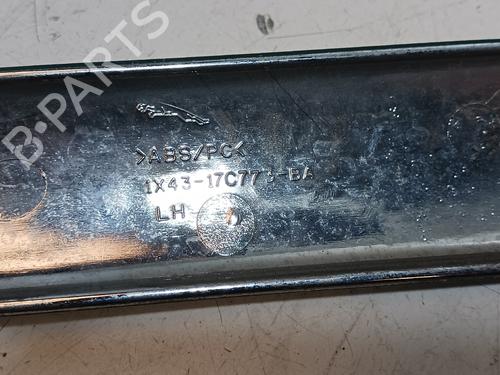 B-PARTS
>ABS/PC<
1X43-17C773-BA
LH